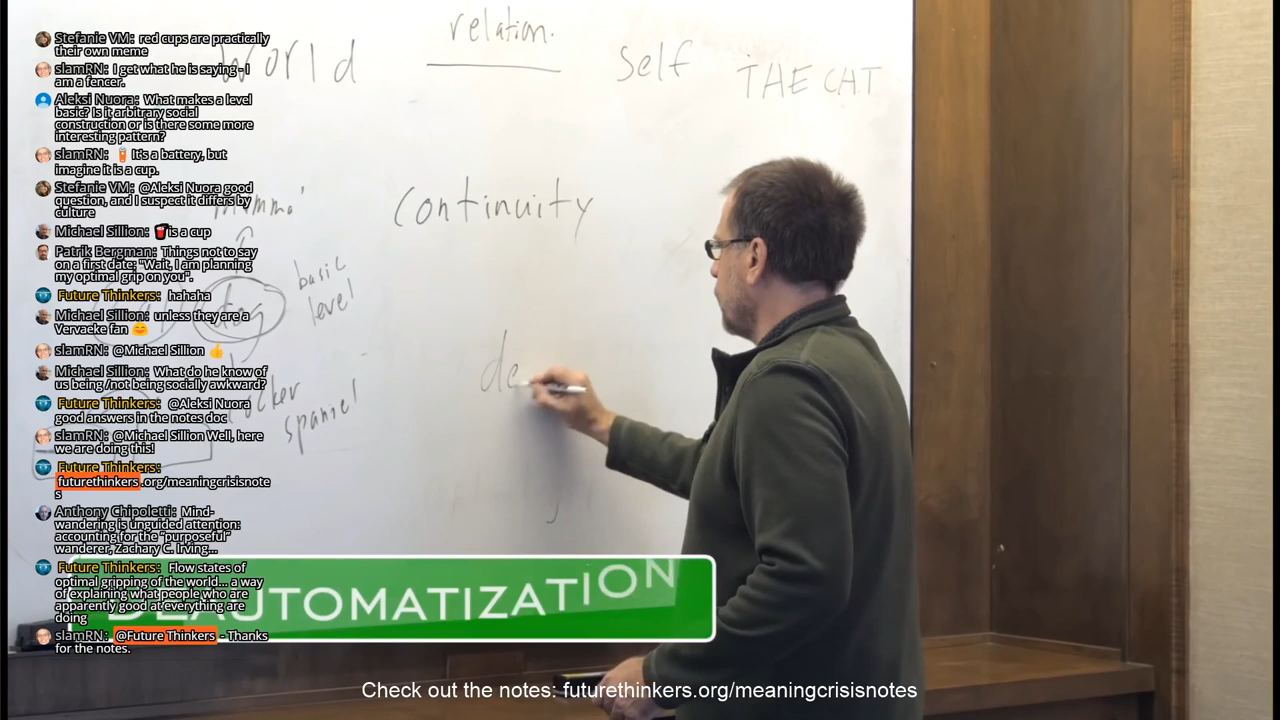 World
relation.
Self
THE CAT
mamma'
continuity
basic
level
dog
spaniel
de
Stefanie VM: red cups are practically
their own meme
slamRN: I get what he is saying - I
am a fencer.
Aleksi Nuora: What makes a level
basic? Is it arbitrary social
construction or is there some more
interesting pattern?
slamRN: 🔋 It's a battery, but
imagine it is a cup.
Stefanie VM: @Aleksi Nuora good
question, and I suspect it differs by
culture
Michael Sillion: is a cup
Patrik Bergman: Things not to say
on a first date: "Wait, I am planning
my optimal grip on you".
Future Thinkers: hahaha
Michael Sillion: unless they are a
Vervaeke fan 😊
slamRN: @Michael Sillion 👍
Michael Sillion: What do he know of
us being /not being socially awkward?
Future Thinkers: @Aleksi Nuora
good answers in the notes doc
slamRN: @Michael Sillion Well, here
we are doing this!
Future Thinkers:
futurethinkers.org/meaningcrisisnote
s
Anthony Chipoletti: Mind-
wandering is unguided attention:
accounting for the "purposeful"
wanderer, Zachary C. Irving...
Future Thinkers: Flow states of
optimal gripping of the world... a way
of explaining what people who are
apparently good at everything are
doing
slamRN: @Future Thinkers - Thanks
for the notes.
DEAUTOMATIZATION
Check out the notes: futurethinkers.org/meaningcrisisnotes